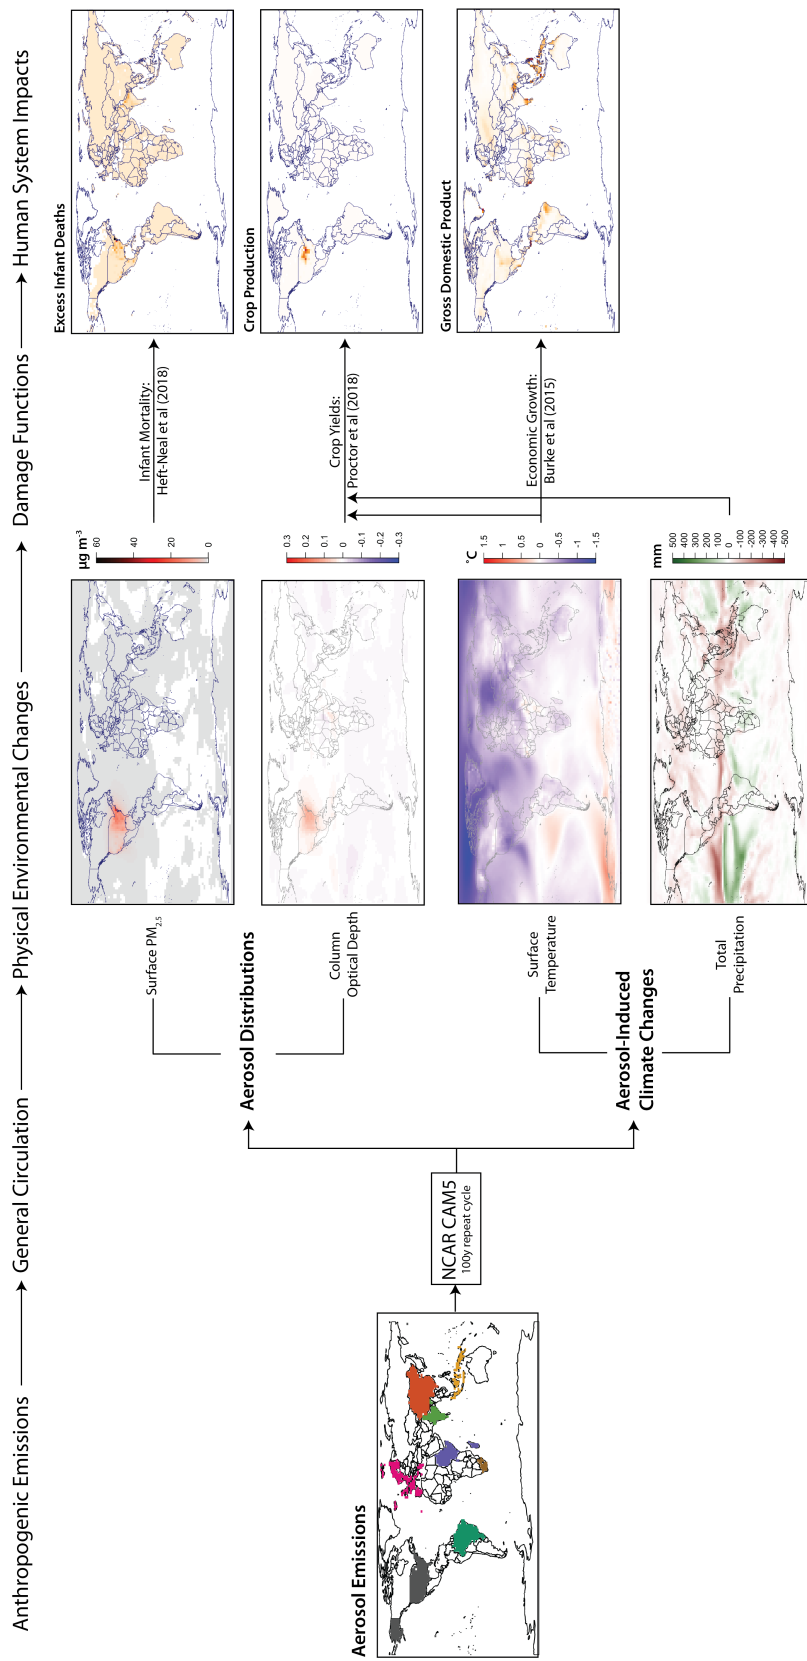 Anthropogenic Emissions
General Circulation
Physical Environmental Changes
Damage Functions
Human System Impacts
Aerosol Emissions
NCAR CAM5
100y repeat cycle
Aerosol Distributions
Aerosol-Induced
Climate Changes
Surface PM2.5
Column
Optical Depth
Surface
Temperature
Total
Precipitation
μg m-3
60
40
20
0
0.3
0.2
0.1
0
-0.1
-0.2
-0.3
°C
1.5
1
0.5
0
-0.5
-1
-1.5
mm
500
400
300
200
100
0
-100
-200
-300
-400
-500
Infant Mortality:
Heft-Neal et al (2018)
Crop Yields:
Proctor et al (2018)
Economic Growth:
Burke et al (2015)
Excess Infant Deaths
Crop Production
Gross Domestic Product